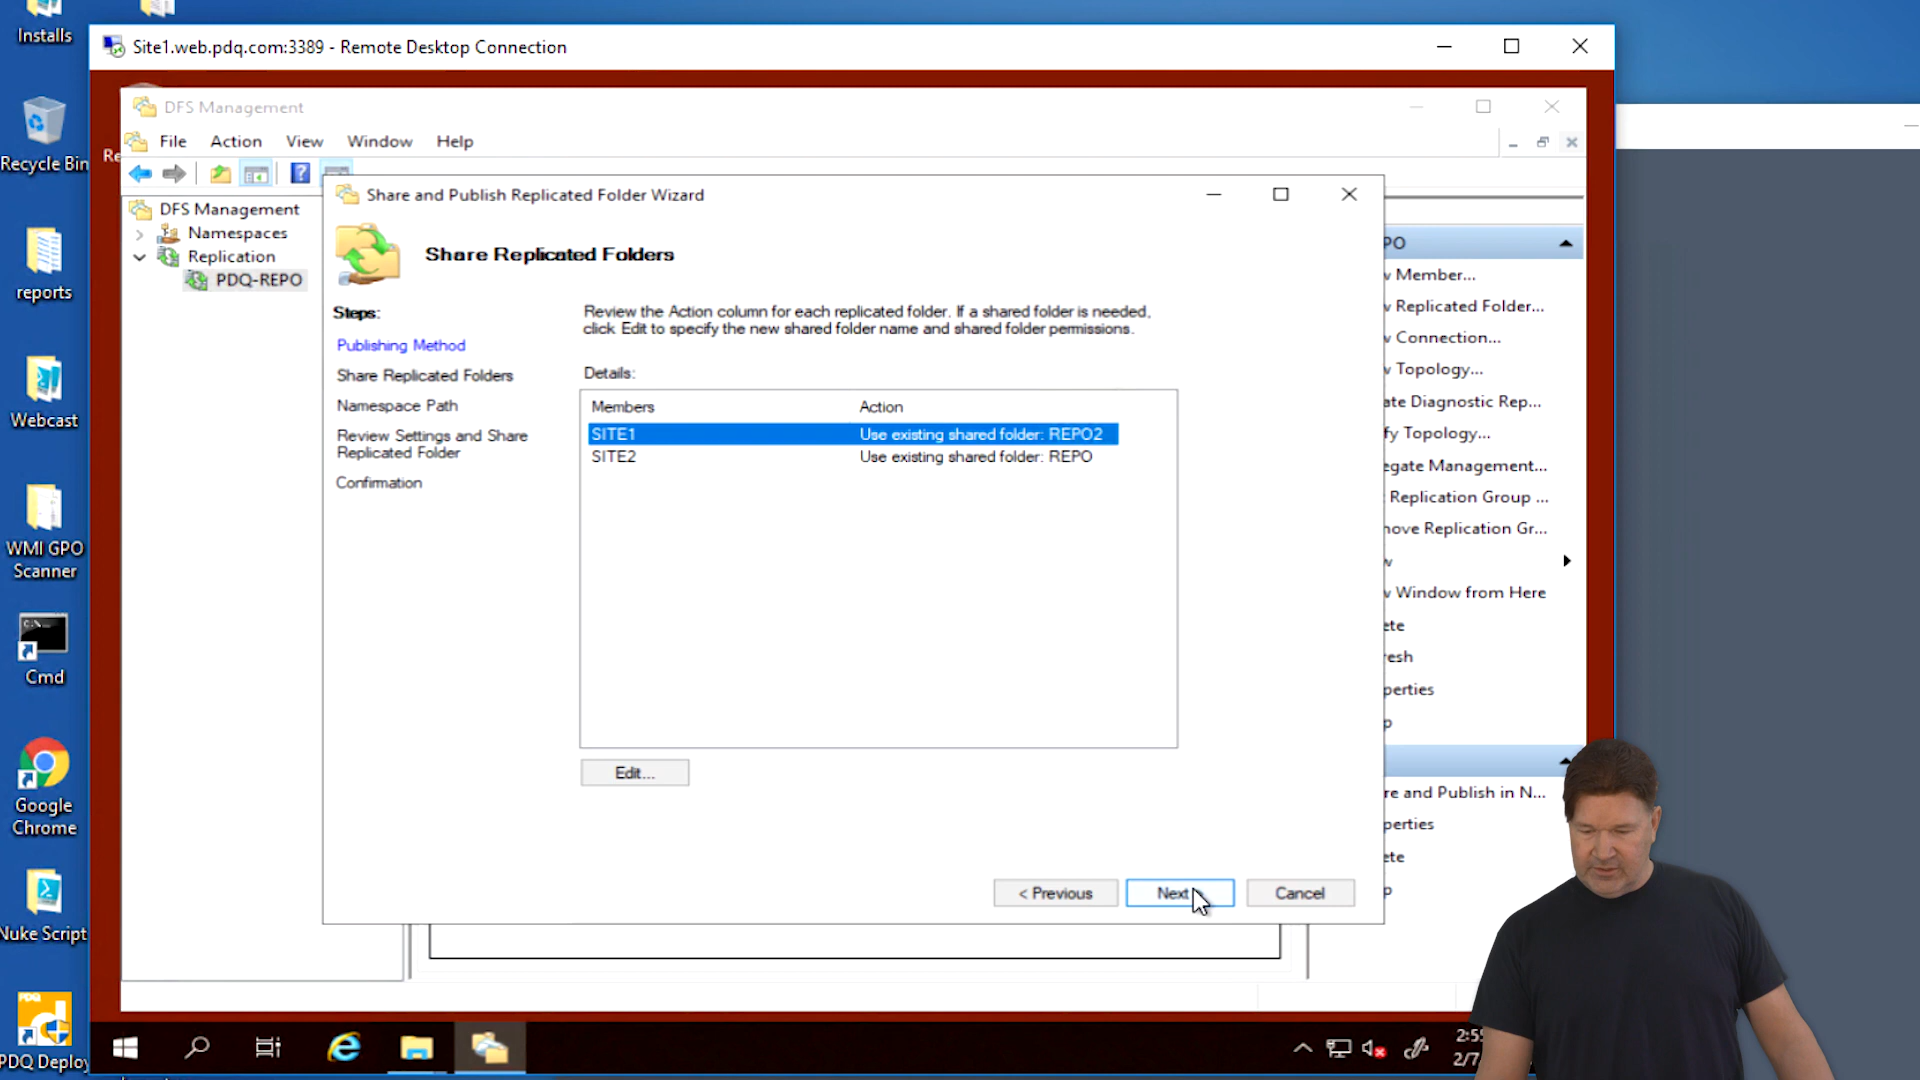 Installs
Recycle Bin
reports
Webcast
WMI GPO
Scanner
Cmd
Google
Chrome
Nuke Script
PDQ
PDQ Deploy
Site1.web.pdq.com:3389 - Remote Desktop Connection
Re
DFS Management
File Action View Window Help
DFS Management
Namespaces
Replication
PDQ-REPO
Share and Publish Replicated Folder Wizard
Share Replicated Folders
Steps:
Publishing Method
Share Replicated Folders
Namespace Path
Review Settings and Share
Replicated Folder
Confirmation
Review the Action column for each replicated folder. If a shared folder is needed,
click Edit to specify the new shared folder name and shared folder permissions.
Details:
Members Action
SITE1 Use existing shared folder: REPO2
SITE2 Use existing shared folder: REPO
Edit...
< Previous Next Cancel
PO
v Member...
v Replicated Folder...
v Connection...
v Topology...
ate Diagnostic Rep...
fy Topology...
egate Management...
Replication Group ...
nove Replication Gr...
v
v Window from Here
ete
resh
perties
p
re and Publish in N...
perties
ete
p
2:5
2/7